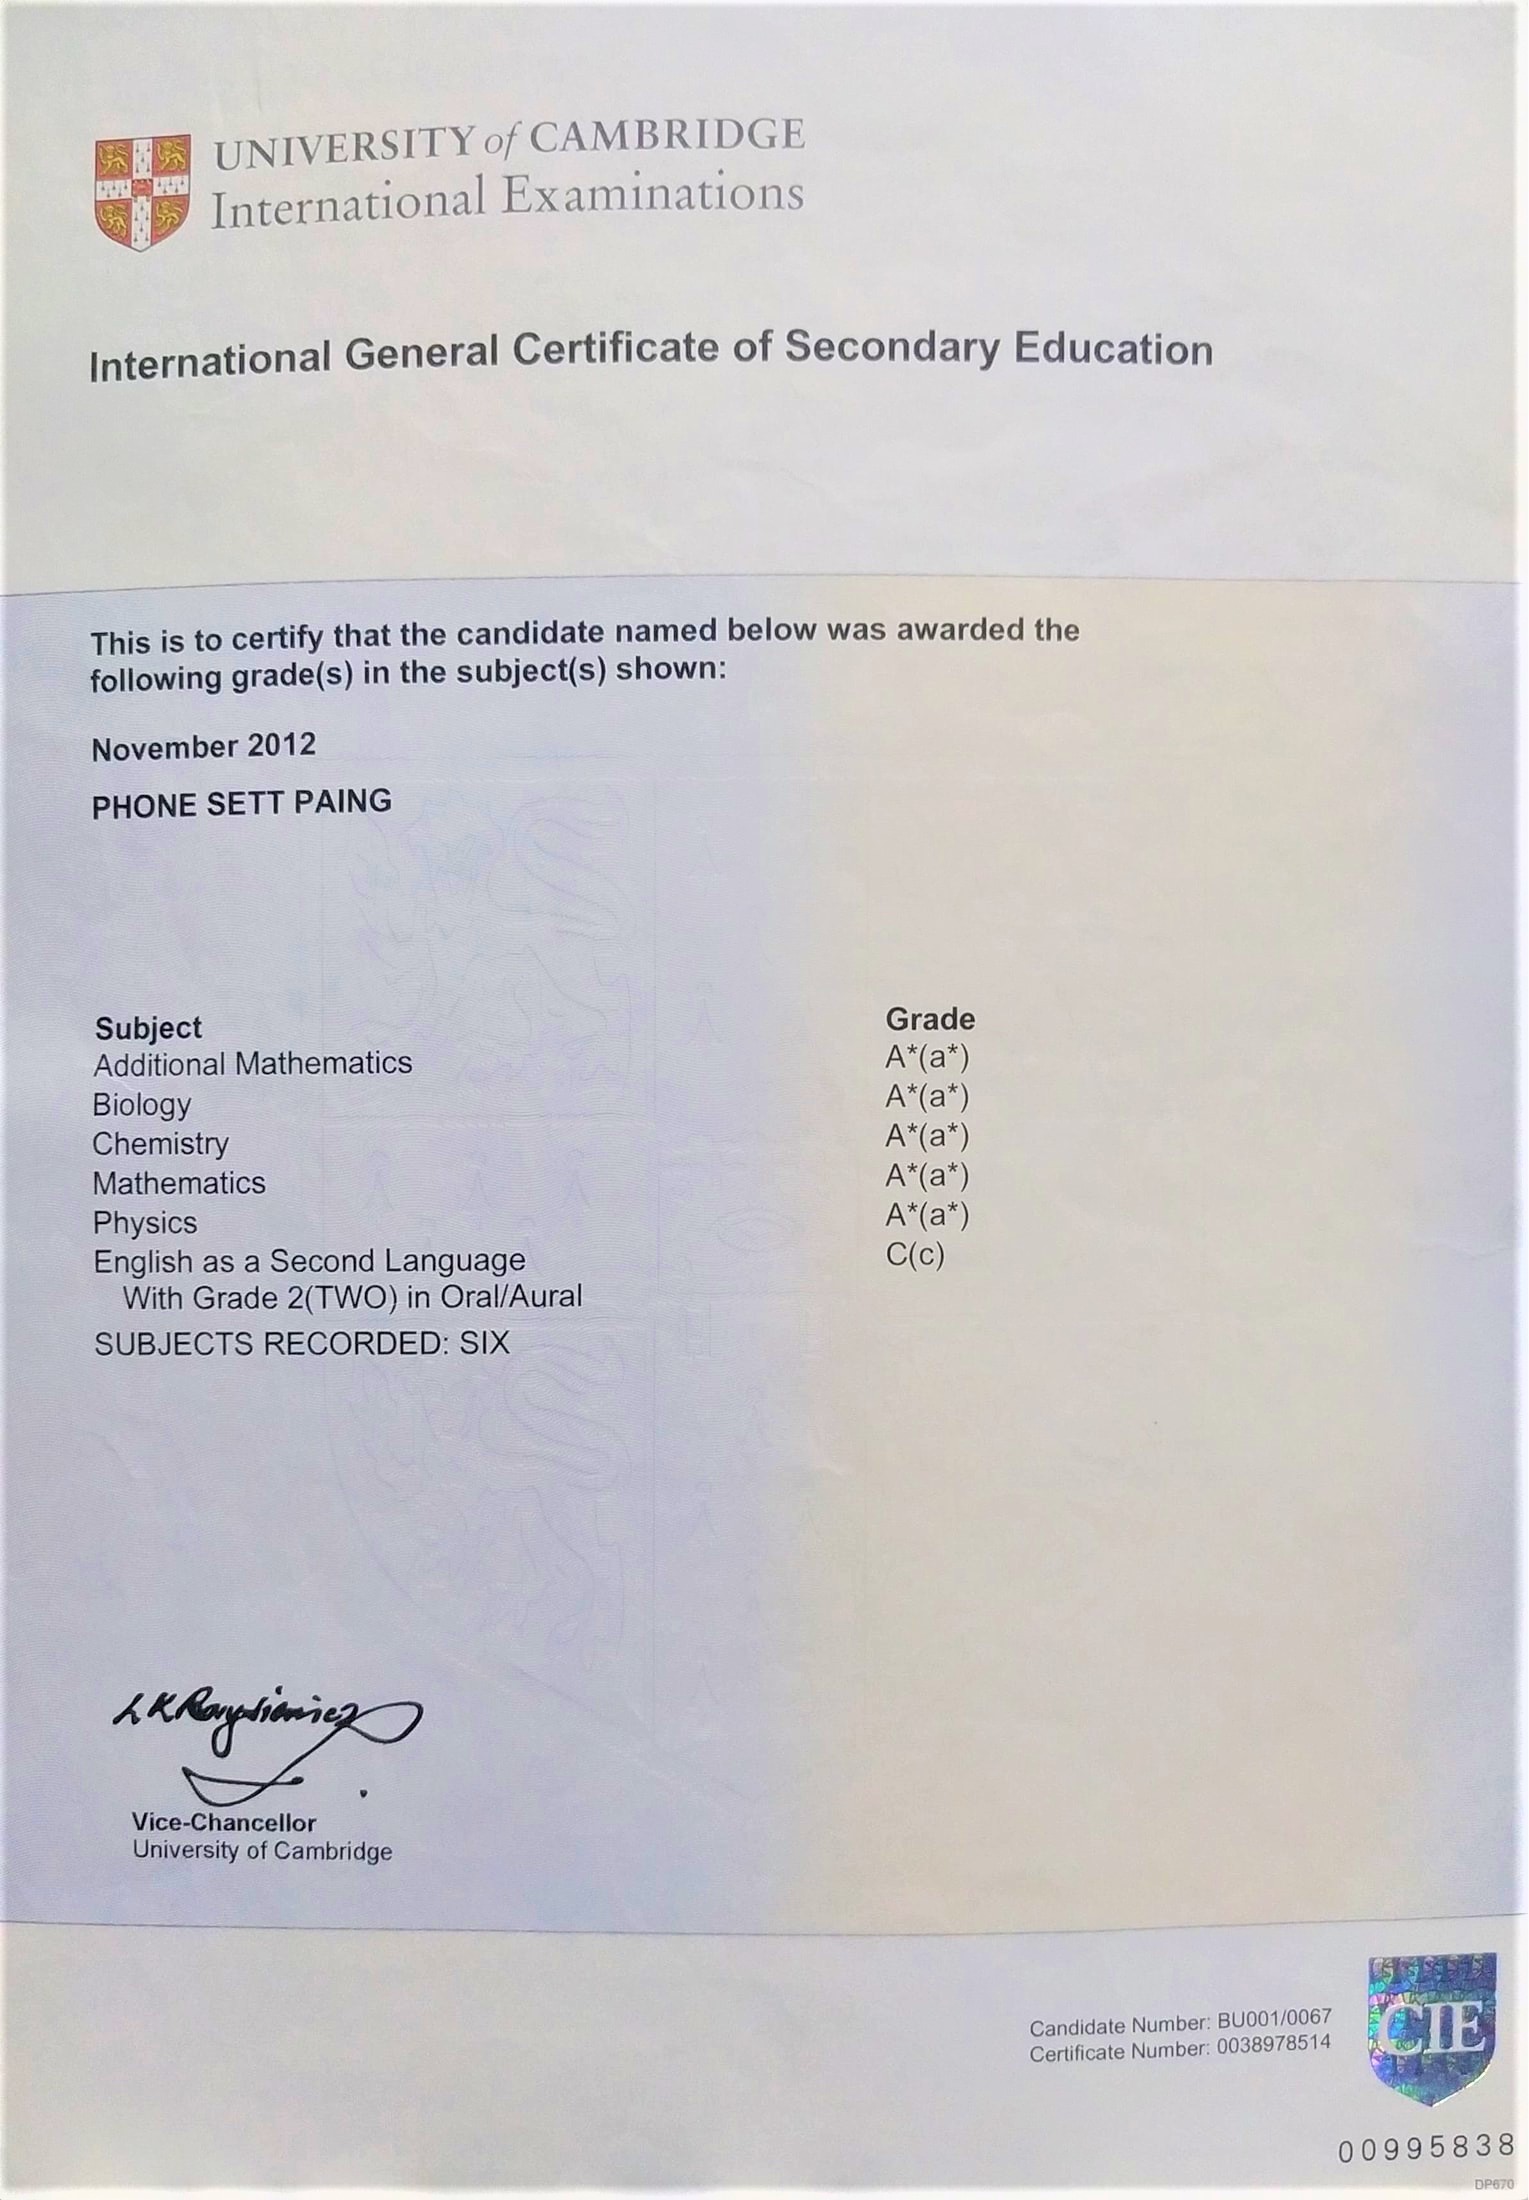 UNIVERSITY of CAMBRIDGE
International Examinations
International General Certificate of Secondary Education
This is to certify that the candidate named below was awarded the
following grade(s) in the subject(s) shown:
November 2012
PHONE SETT PAING
Subject Grade
Additional Mathematics A*(a*)
Biology A*(a*)
Chemistry A*(a*)
Mathematics A*(a*)
Physics A*(a*)
English as a Second Language C(c)
With Grade 2(TWO) in Oral/Aural
SUBJECTS RECORDED: SIX
Vice-Chancellor
University of Cambridge
Candidate Number: BU001/0067
Certificate Number: 0038978514
CIE
00995838
DP670